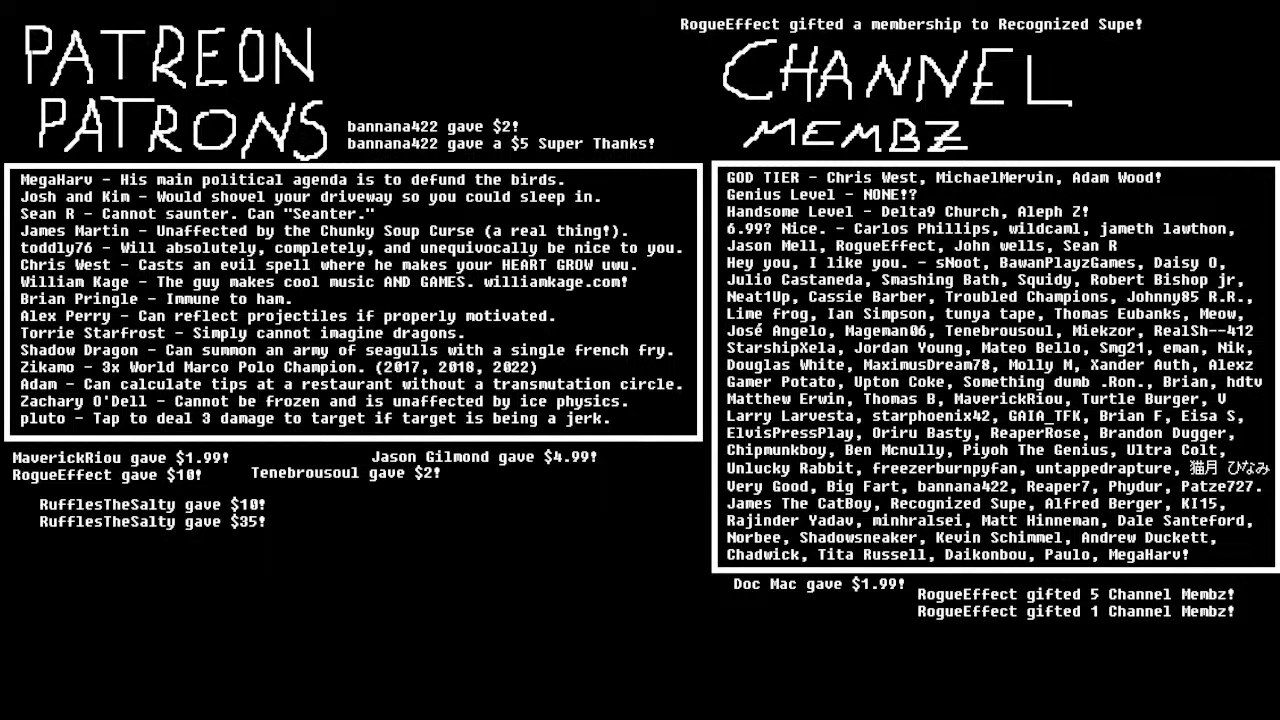 PATREON
PATRONS
bannana422 gave $2!
bannana422 gave a $5 Super Thanks!
MegaHarv - His main political agenda is to defund the birds.
Josh and Kim - Would shovel your driveway so you could sleep in.
Sean R - Cannot saunter. Can "Seanter."
James Martin - Unaffected by the Chunky Soup Curse (a real thing!).
toddly76 - Will absolutely, completely, and unequivocally be nice to you.
Chris West - Casts an evil spell where he makes your HEART GROW uwu.
William Kage - The guy makes cool music AND GAMES. williamkage.com!
Brian Pringle - Immune to ham.
Alex Perry - Can reflect projectiles if properly motivated.
Torrie Starfrost - Simply cannot imagine dragons.
Shadow Dragon - Can summon an army of seagulls with a single french fry.
Zikamo - 3x World Marco Polo Champion. (2017, 2018, 2022)
Adam - Can calculate tips at a restaurant without a transmutation circle.
Zachary O'Dell - Cannot be frozen and is unaffected by ice physics.
pluto - Tap to deal 3 damage to target if target is being a jerk.
MaverickRiou gave $1.99!
Jason Gilmond gave $4.99!
RogueEffect gave $10!
Tenebrousoul gave $2!
RufflesTheSalty gave $10!
RufflesTheSalty gave $35!
RogueEffect gifted a membership to Recognized Supe!
CHANNEL
MEMBZ
GOD TIER - Chris West, MichaelMervin, Adam Wood!
Genius Level - NONE!?
Handsome Level - Delta9 Church, Aleph Z!
6.99? Nice. - Carlos Phillips, wildcaml, jameth lawthon,
Jason Mell, RogueEffect, John wells, Sean R
Hey you, I like you. - sNoot, BawanPlayzGames, Daisy O,
Julio Castaneda, Smashing Bath, Squidy, Robert Bishop jr,
Neat1Up, Cassie Barber, Troubled Champions, Johnny85 R.R.,
Lime frog, Ian Simpson, tunya tape, Thomas Eubanks, Meow,
José Angelo, Mageman06, Tenebrousoul, Miekzor, RealSh--412
StarshipXela, Jordan Young, Mateo Bello, Smg21, eman, Nik,
Douglas White, MaximusDream78, Molly M, Xander Auth, Alexz
Gamer Potato, Upton Coke, Something dumb .Ron., Brian, hdtv
Matthew Erwin, Thomas B, MaverickRiou, Turtle Burger, V
Larry Larvesta, starphoenix42, GAIA_TFK, Brian F, Eisa S,
ElvisPressPlay, Oriru Basty, ReaperRose, Brandon Dugger,
Chipmunkboy, Ben Mcnully, Piyoh The Genius, Ultra Colt,
Unlucky Rabbit, freezerburnpyfan, untappedrapture, 猫月 ひなみ
Very Good, Big Fart, bannana422, Reaper7, Phydur, Patze727.
James The CatBoy, Recognized Supe, Alfred Berger, KI15,
Rajinder Yadav, minhralsei, Matt Hinneman, Dale Santeford,
Norbee, Shadowsneaker, Kevin Schimmel, Andrew Duckett,
Chadwick, Tita Russell, Daikonbou, Paulo, MegaHarv!
Doc Mac gave $1.99!
RogueEffect gifted 5 Channel Membz!
RogueEffect gifted 1 Channel Membz!